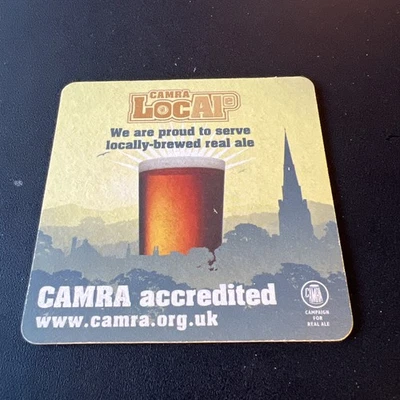 CAMRA
LocAle
We are proud to serve
locally-brewed real ale
CAMRA accredited
www.camra.org.uk
CAMRA
CAMPAIGN
FOR
REAL ALE